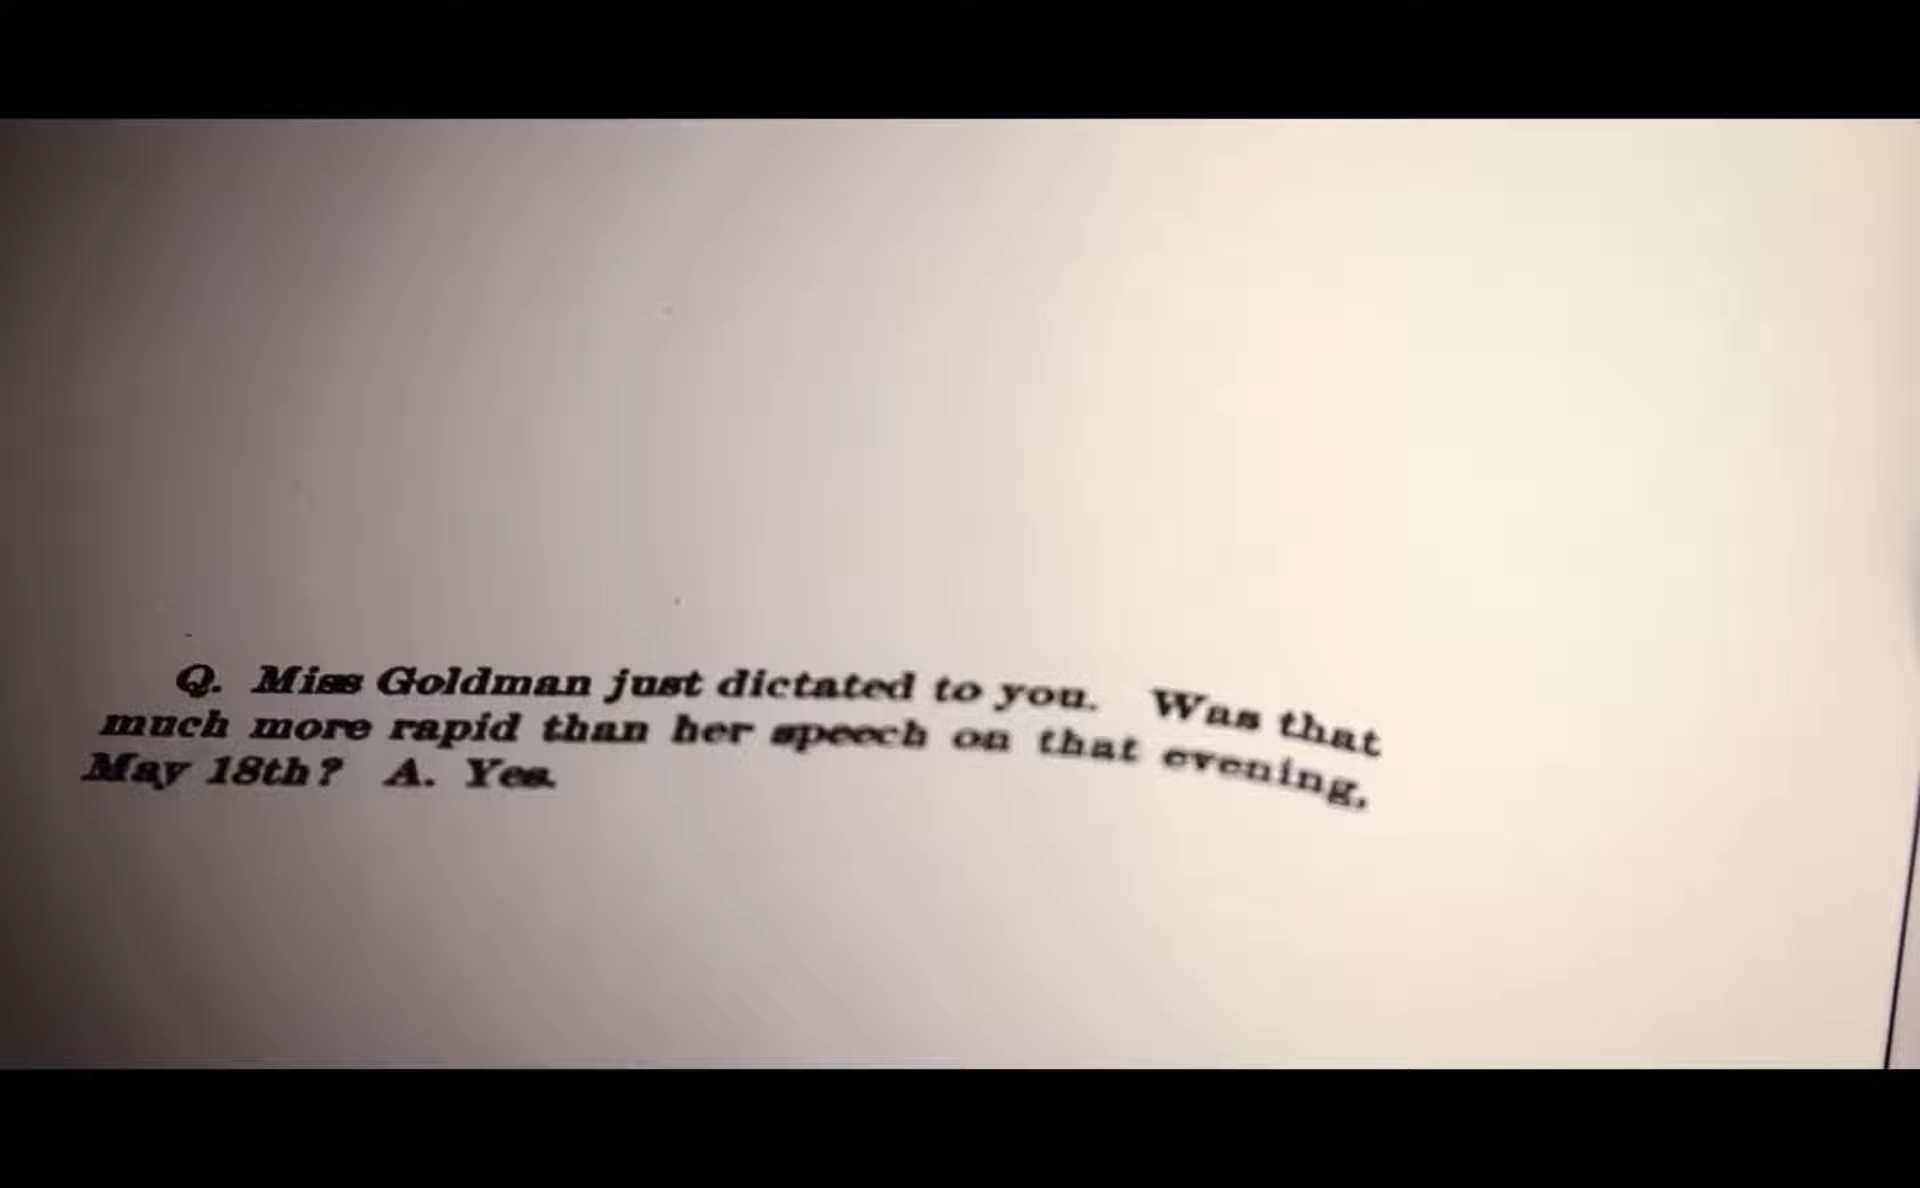 Q. Miss Goldman just dictated to you. Was that
much more rapid than her speech on that evening,
May 18th? A. Yes.